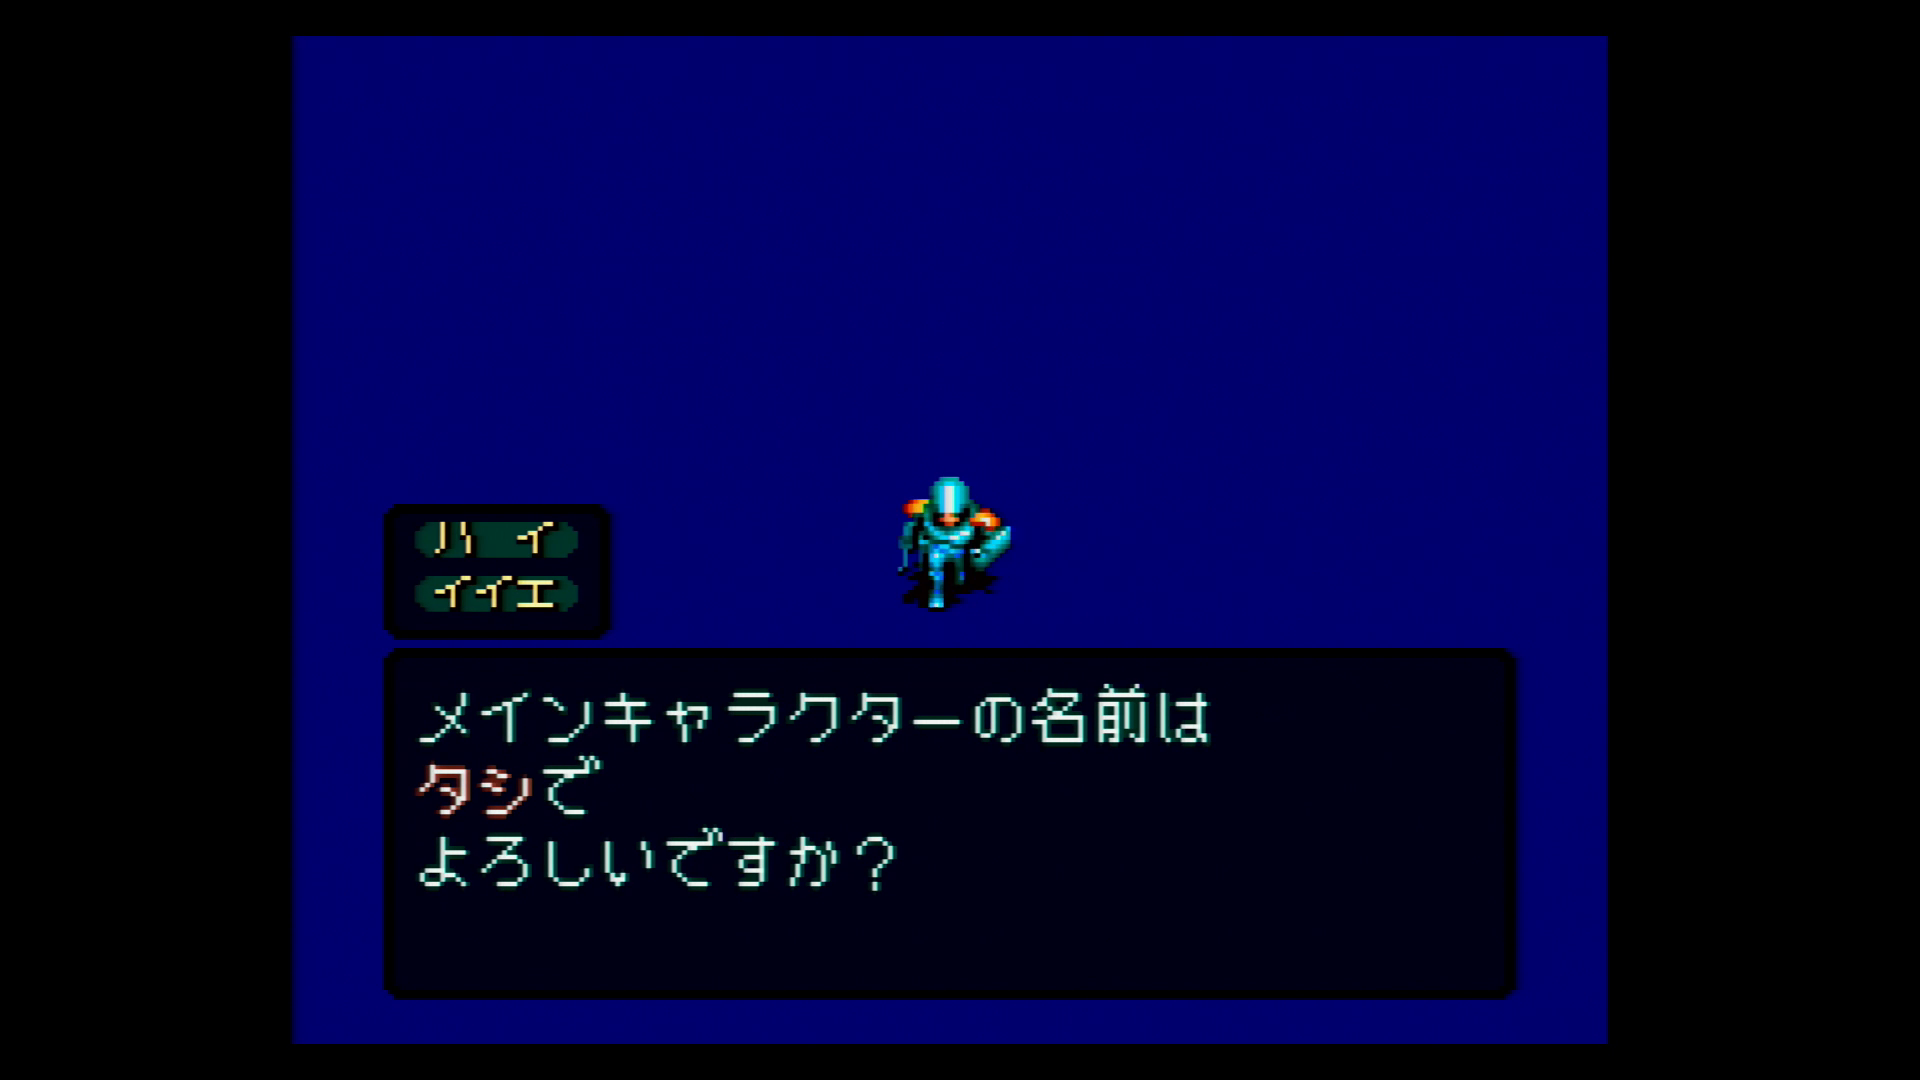 ハ イ
イイエ
メインキャラクターの名前は
タシで
よろしいですか？